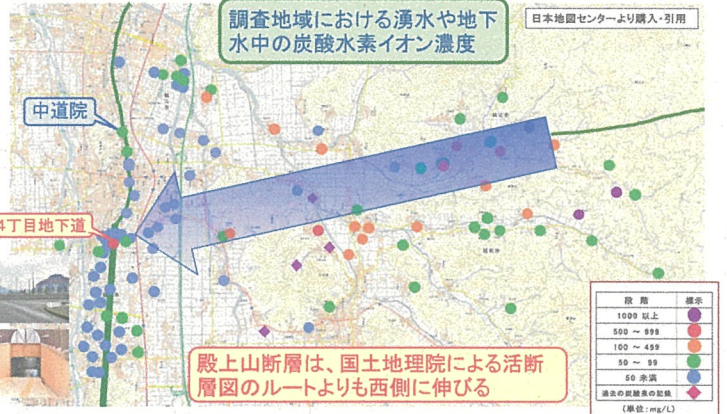 調査地域における湧水や地下
水中の炭酸水素イオン濃度
日本地図センターより購入・引用
中道院
4丁目地下道
段階 標示
1000 以上
500 ～ 999
100 ～ 499
50 ～ 99
50 未満
過去の炭酸泉の記録
(単位:mg/L)
殿上山断層は、国土地理院による活断
層図のルートよりも西側に伸びる